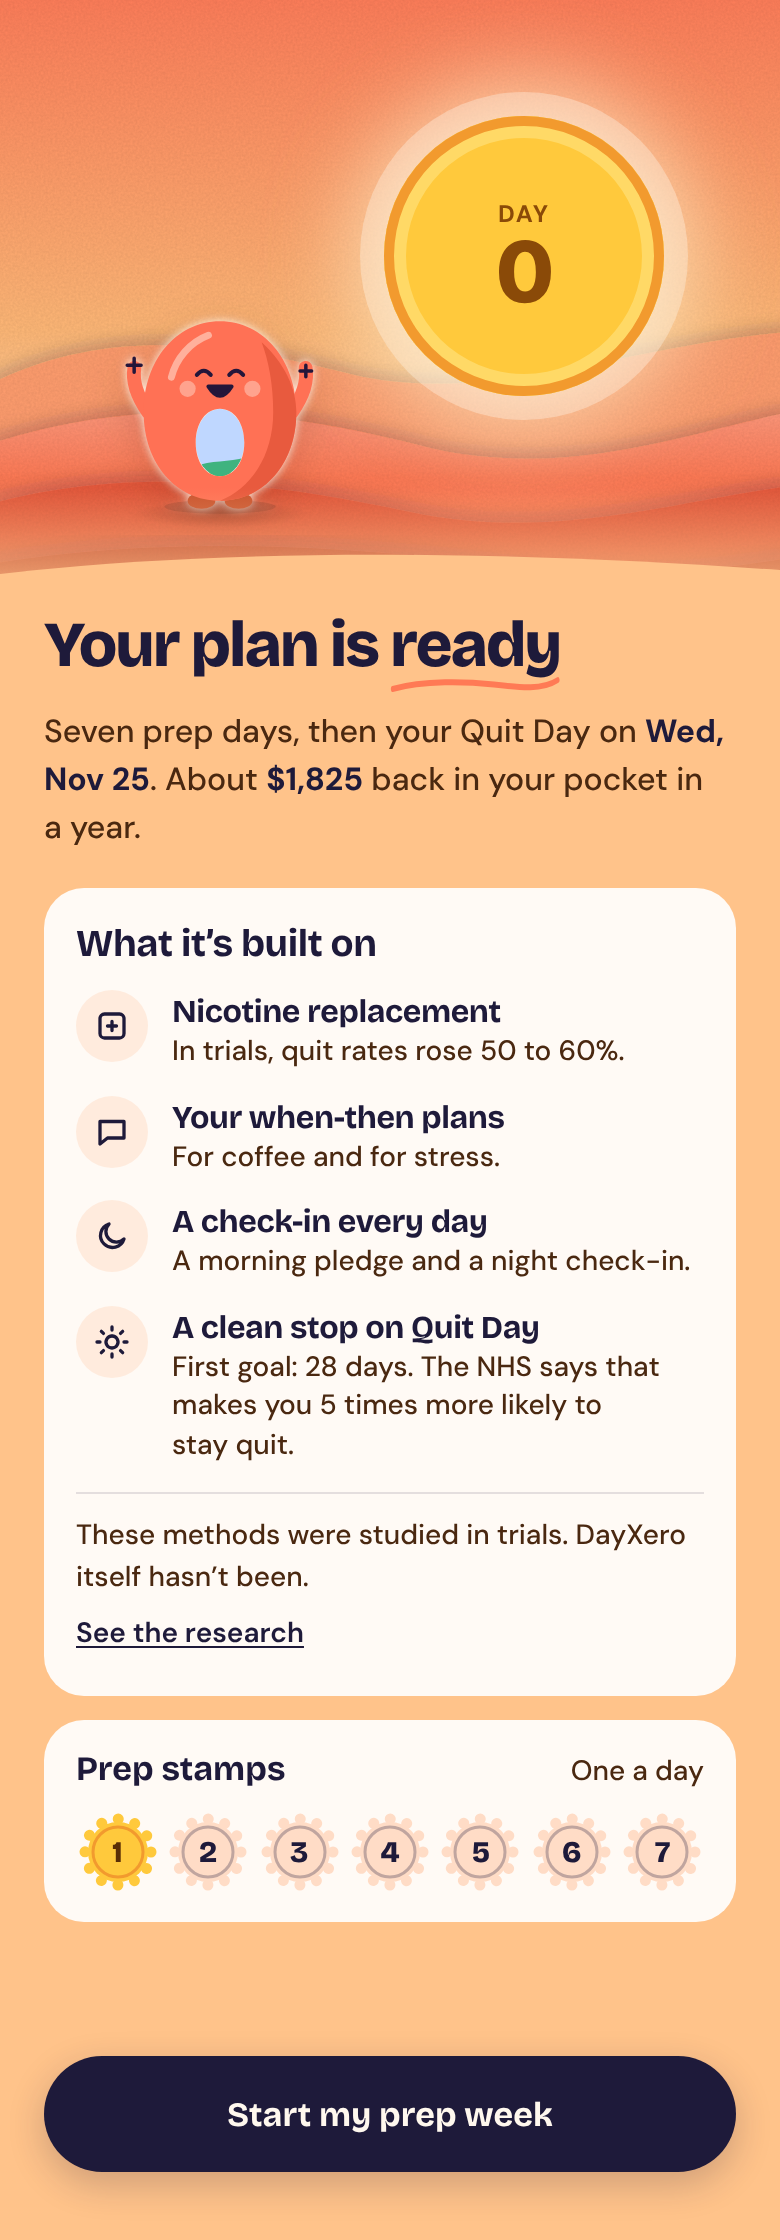 DAY
0
Your plan is ready
Seven prep days, then your Quit Day on Wed,
Nov 25. About $1,825 back in your pocket in
a year.
What it’s built on
Nicotine replacement
In trials, quit rates rose 50 to 60%.
Your when-then plans
For coffee and for stress.
A check-in every day
A morning pledge and a night check-in.
A clean stop on Quit Day
First goal: 28 days. The NHS says that
makes you 5 times more likely to
stay quit.
These methods were studied in trials. DayXero
itself hasn’t been.
See the research
Prep stamps
One a day
1 2 3 4 5 6 7
Start my prep week